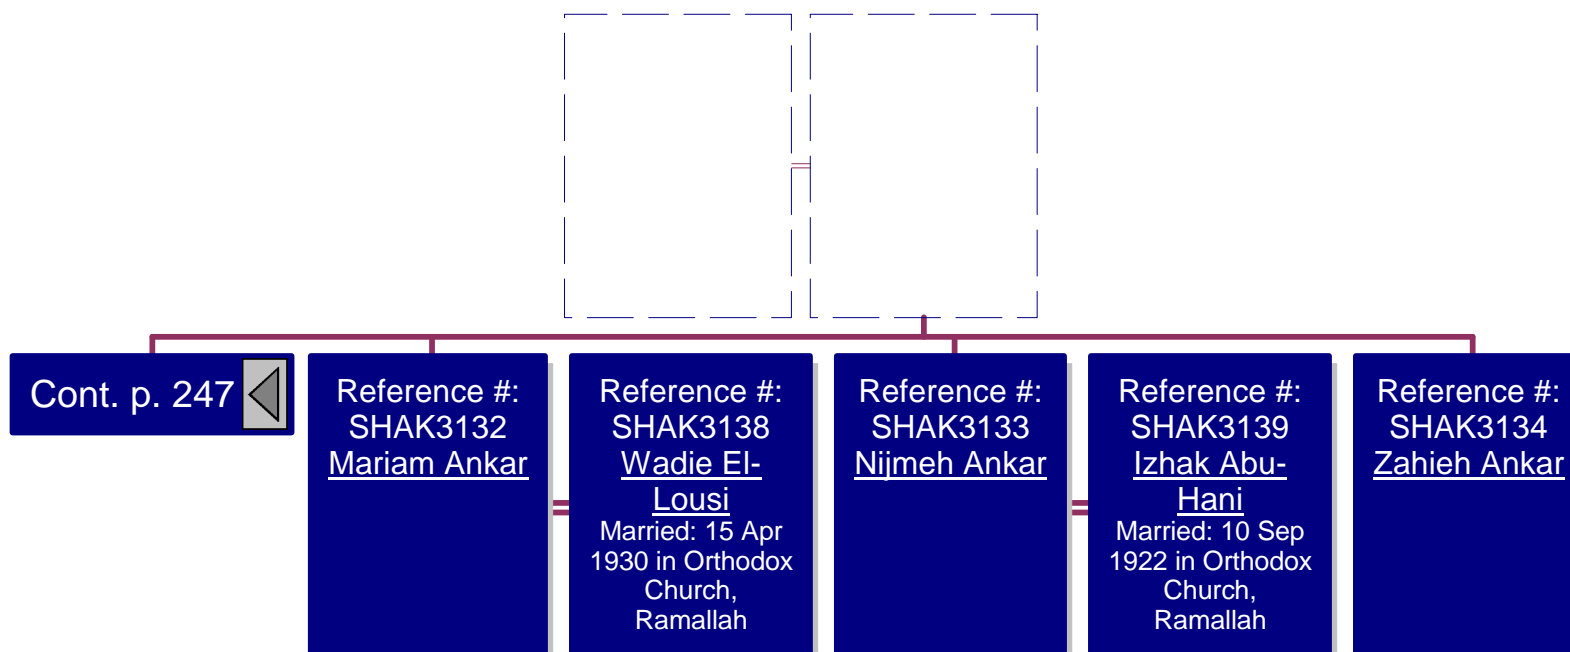 Cont. p. 247
Reference #:
SHAK3132
Mariam Ankar
Reference #:
SHAK3138
Wadie El-
Lousi
Married: 15 Apr
1930 in Orthodox
Church,
Ramallah
Reference #:
SHAK3133
Nijmeh Ankar
Reference #:
SHAK3139
Izhak Abu-
Hani
Married: 10 Sep
1922 in Orthodox
Church,
Ramallah
Reference #:
SHAK3134
Zahieh Ankar